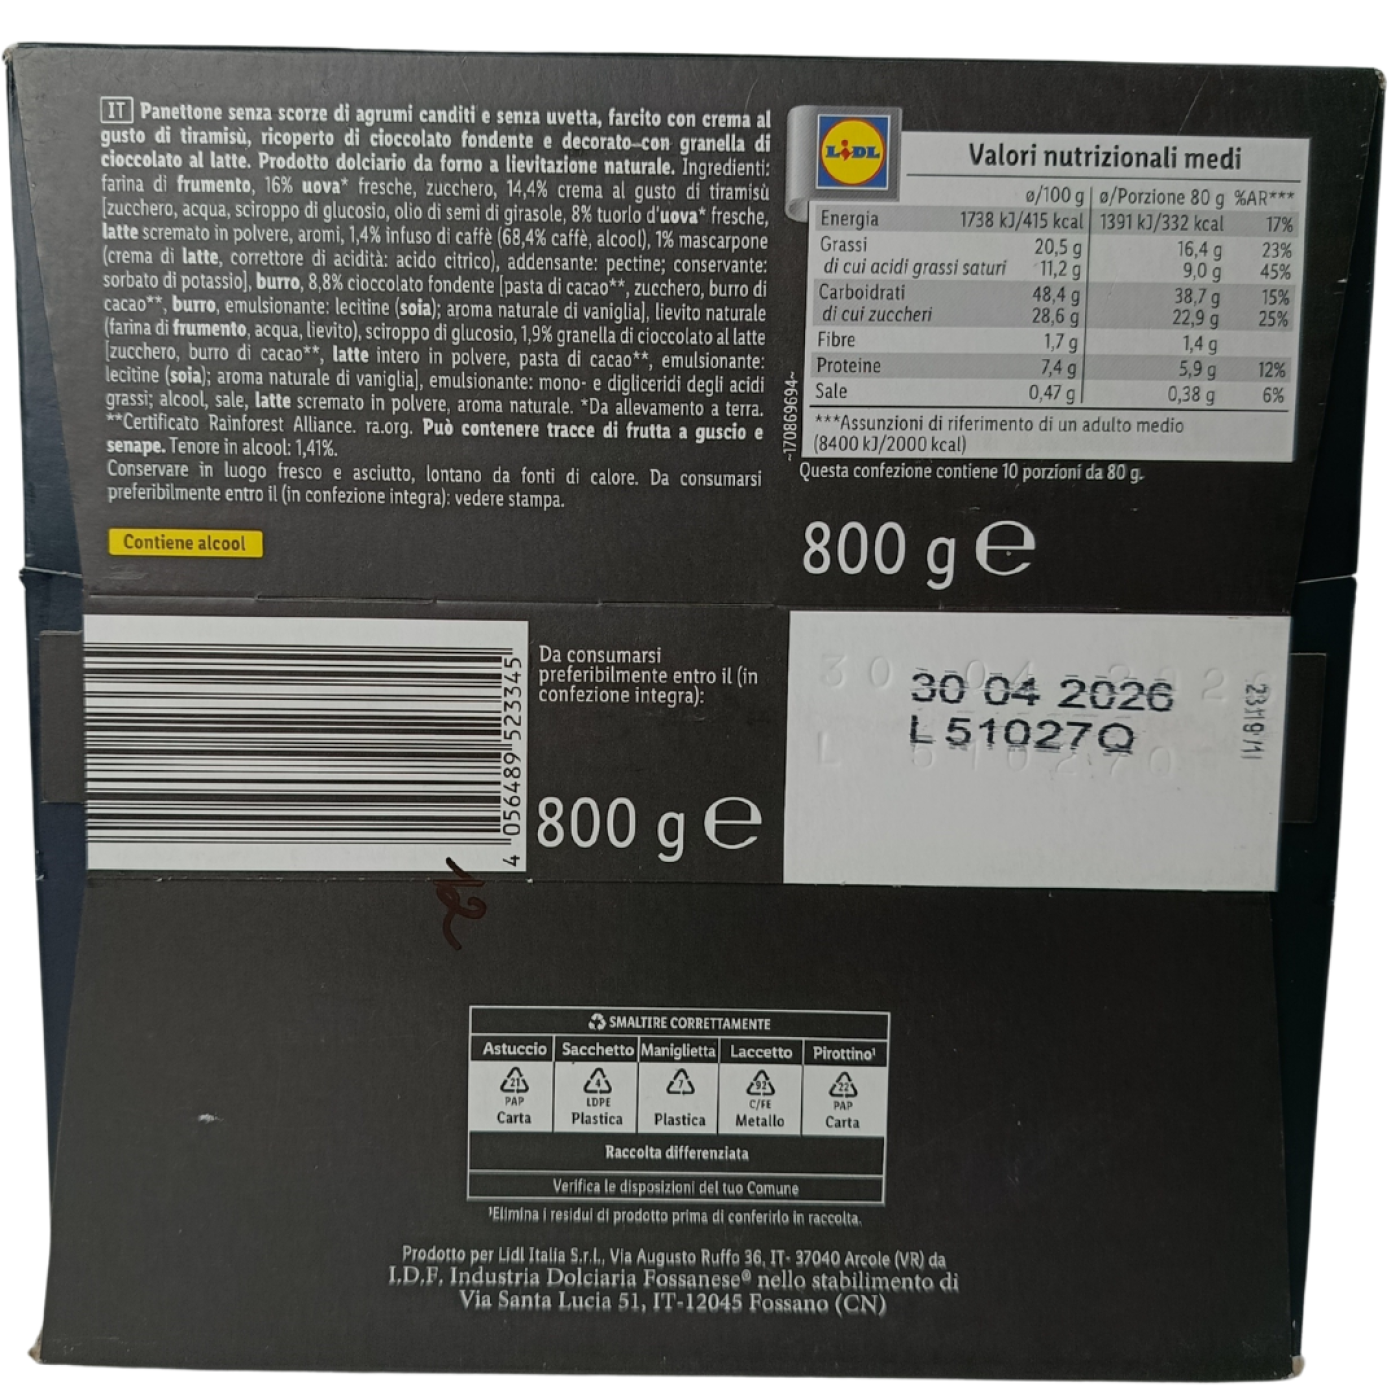 IT Panettone senza scorze di agrumi canditi e senza uvetta, farcito con crema al
gusto di tiramisù, ricoperto di cioccolato fondente e decorato con granella di
cioccolato al latte. Prodotto dolciario da forno a lievitazione naturale. Ingredienti:
farina di frumento, 16% uova* fresche, zucchero, 14,4% crema al gusto di tiramisù
[zucchero, acqua, sciroppo di glucosio, olio di semi di girasole, 8% tuorlo d'uova* fresche,
latte scremato in polvere, aromi, 1,4% infuso di caffè (68,4% caffè, alcool), 1% mascarpone
(crema di latte, correttore di acidità: acido citrico), addensante: pectine; conservante:
sorbato di potassio], burro, 8,8% cioccolato fondente [pasta di cacao**, zucchero, burro di
cacao**, burro, emulsionante: lecitine (soia); aroma naturale di vaniglia], lievito naturale
(farina di frumento, acqua, lievito), sciroppo di glucosio, 1,9% granella di cioccolato al latte
[zucchero, burro di cacao**, latte intero in polvere, pasta di cacao**, emulsionante:
lecitine (soia); aroma naturale di vaniglia], emulsionante: mono- e digliceridi degli acidi
grassi; alcool, sale, latte scremato in polvere, aroma naturale. *Da allevamento a terra.
**Certificato Rainforest Alliance. ra.org. Può contenere tracce di frutta a guscio e
senape. Tenore in alcool: 1,41%.
Conservare in luogo fresco e asciutto, lontano da fonti di calore. Da consumarsi
preferibilmente entro il (in confezione integra): vedere stampa.
Contiene alcool
LIDL
Valori nutrizionali medi
ø/100 g ø/Porzione 80 g %AR***
Energia 1738 kJ/415 kcal 1391 kJ/332 kcal 17%
Grassi 20,5 g 16,4 g 23%
di cui acidi grassi saturi 11,2 g 9,0 g 45%
Carboidrati 48,4 g 38,7 g 15%
di cui zuccheri 28,6 g 22,9 g 25%
Fibre 1,7 g 1,4 g
Proteine 7,4 g 5,9 g 12%
Sale 0,47 g 0,38 g 6%
***Assunzioni di riferimento di un adulto medio
(8400 kJ/2000 kcal)
~170869694~
Questa confezione contiene 10 porzioni da 80 g.
800 g e
4 056489 523345
Da consumarsi
preferibilmente entro il (in
confezione integra):
800 g e
30 04 2026
L 51027Q
162
SMALTIRE CORRETTAMENTE
Astuccio Sacchetto Maniglietta Laccetto Pirottino¹
21 4 7 92 22
PAP LDPE C/FE PAP
Carta Plastica Plastica Metallo Carta
Raccolta differenziata
Verifica le disposizioni del tuo Comune
¹Elimina i residui di prodotto prima di conferirlo in raccolta.
Prodotto per Lidl Italia S.r.l., Via Augusto Ruffo 36, IT- 37040 Arcole (VR) da
I.D.F. Industria Dolciaria Fossanese® nello stabilimento di
Via Santa Lucia 51, IT-12045 Fossano (CN)